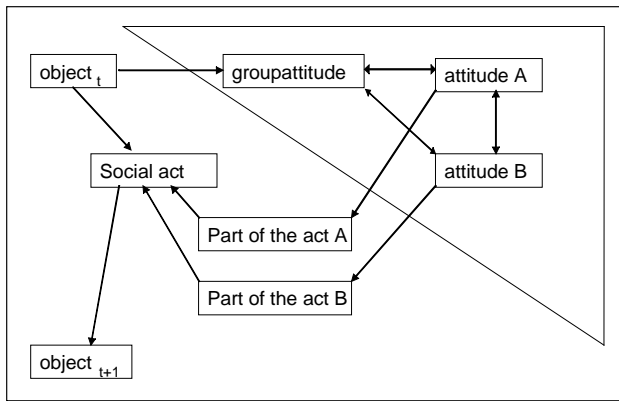 object t
groupattitude
attitude A
Social act
attitude B
Part of the act A
Part of the act B
object t+1